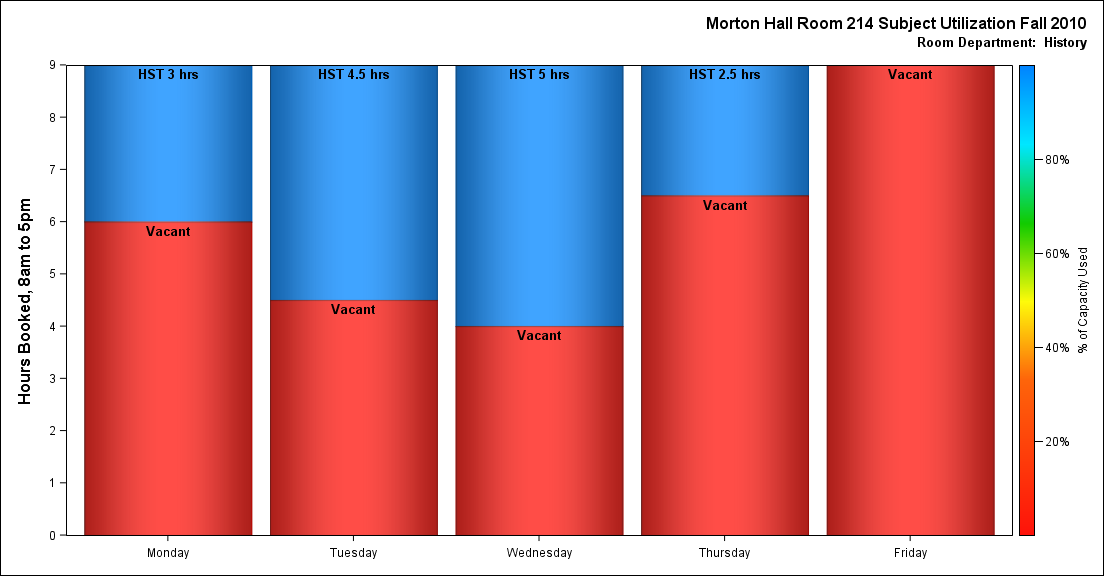 Morton Hall Room 214 Subject Utilization Fall 2010
Room Department: History
Hours Booked, 8am to 5pm
9
8
7
6
5
4
3
2
1
0
HST 3 hrs
Vacant
HST 4.5 hrs
Vacant
HST 5 hrs
Vacant
HST 2.5 hrs
Vacant
Vacant
Monday
Tuesday
Wednesday
Thursday
Friday
80%
60%
40%
20%
% of Capacity Used